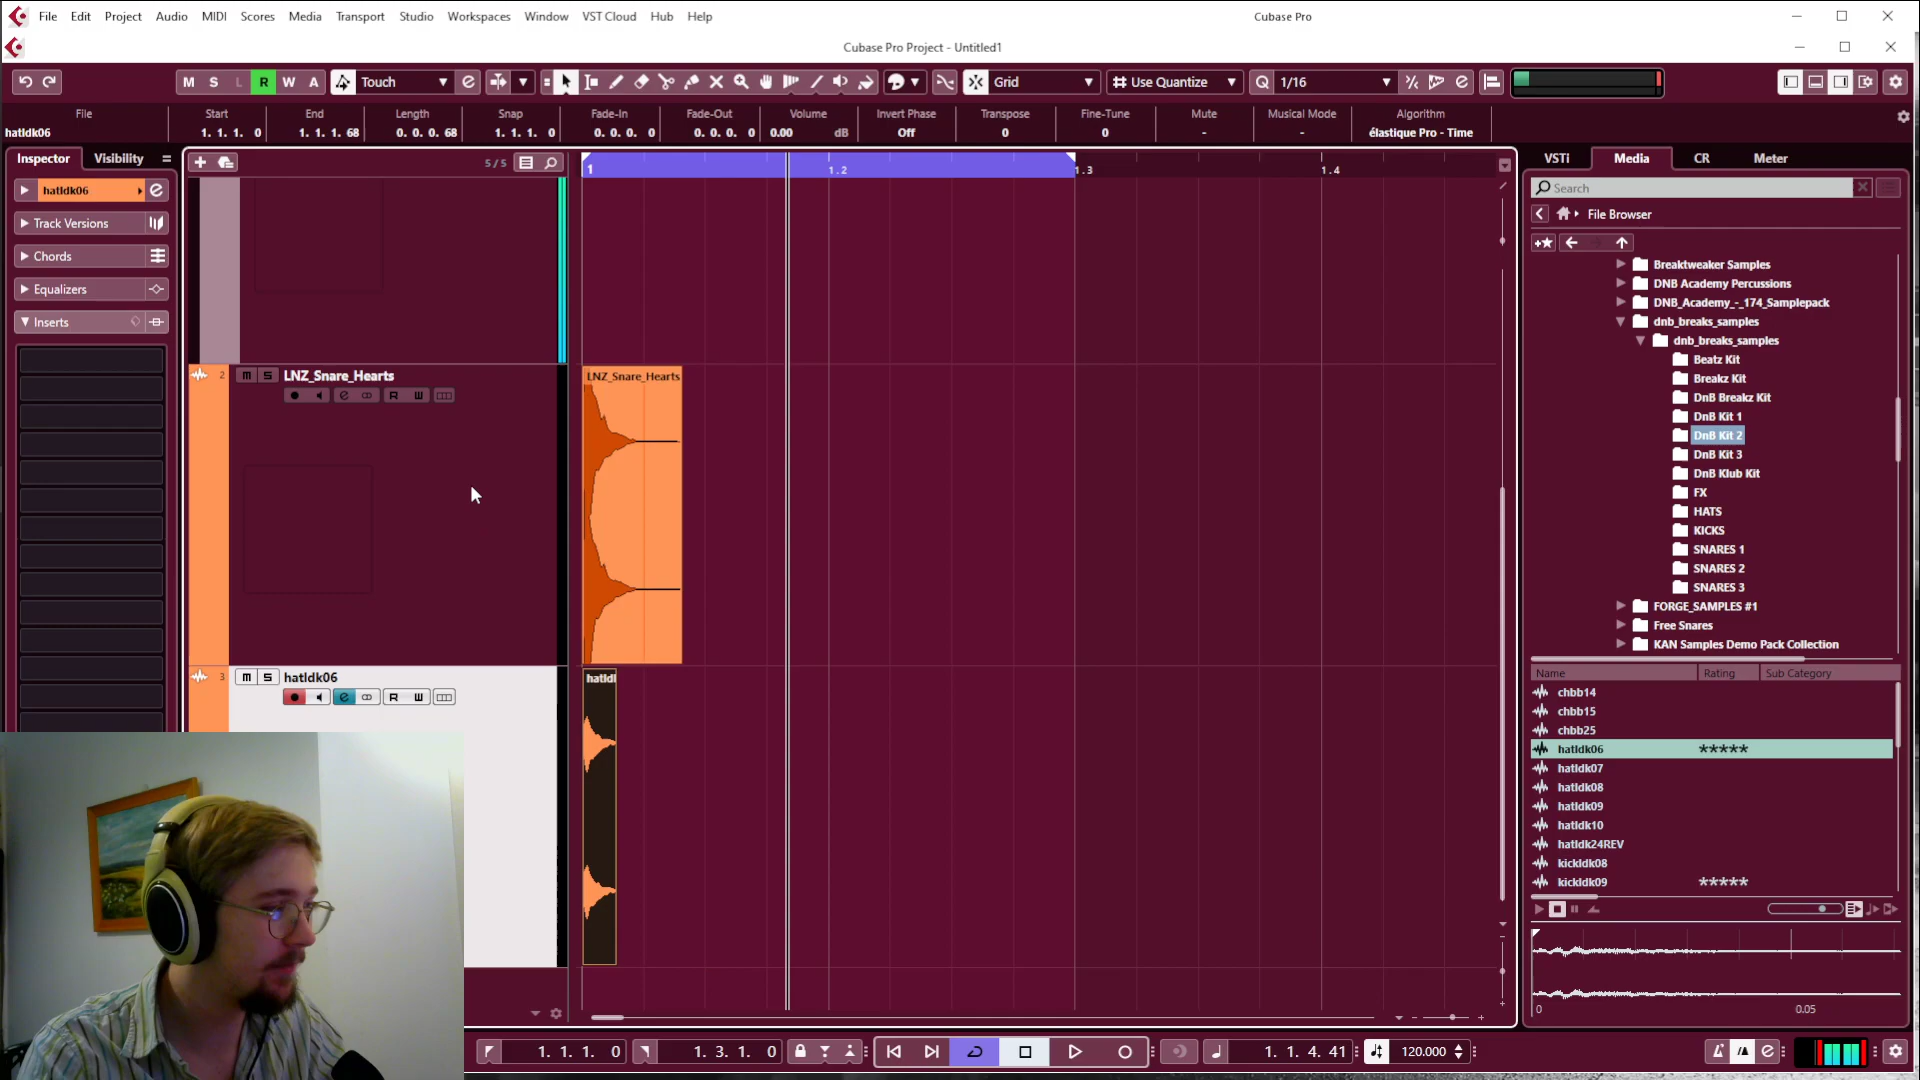 File Edit Project Audio MIDI Scores Media Transport Studio Workspaces Window VST Cloud Hub Help
Cubase Pro
Cubase Pro Project - Untitled1
M S L R W A
Touch
Grid
Use Quantize
Q 1/16
File Start End Length Snap Fade-In Fade-Out Volume Invert Phase Transpose Fine-Tune Mute Musical Mode Algorithm
hatldk06 1. 1. 1. 0 1. 1. 1. 68 0. 0. 0. 68 1. 1. 1. 0 0. 0. 0. 0 0. 0. 0. 0 0.00 dB Off 0 0 - - élastique Pro - Time
Inspector Visibility
5/5
1 1.2 1.3 1.4
VSTi Media CR Meter
hatldk06
Track Versions
Chords
Equalizers
Inserts
Search
File Browser
Breaktweaker Samples
DNB Academy Percussions
DNB_Academy_-_174_Samplepack
dnb_breaks_samples
dnb_breaks_samples
Beatz Kit
Breakz Kit
DnB Breakz Kit
DnB Kit 1
DnB Kit 2
DnB Kit 3
DnB Klub Kit
FX
HATS
KICKS
SNARES 1
SNARES 2
SNARES 3
FORGE_SAMPLES #1
Free Snares
KAN Samples Demo Pack Collection
2 m S LNZ_Snare_Hearts
R W
LNZ_Snare_Hearts
3 m S hatldk06
R W
hatld
Name Rating Sub Category
chbb14
chbb15
chbb25
hatldk06 *****
hatldk07
hatldk08
hatldk09
hatldk10
hatldk24REV
kickldk08
kickldk09 *****
0 0.05
1. 1. 1. 0
1. 3. 1. 0
1. 1. 4. 41
120.000